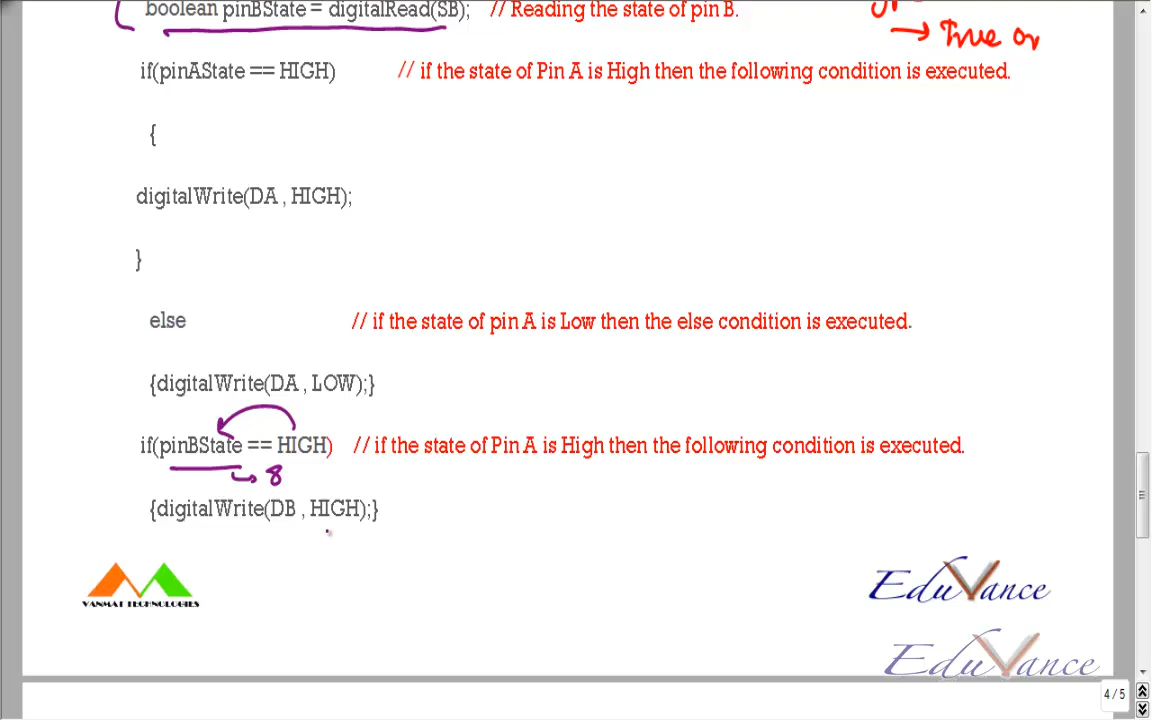 boolean pinBState = digitalRead(SB); // Reading the state of pin B.
→ True or
if(pinAState == HIGH) // if the state of Pin A is High then the following condition is executed.
{
digitalWrite(DA , HIGH);
}
else // if the state of pin A is Low then the else condition is executed.
{digitalWrite(DA , LOW);}
if(pinBState == HIGH) // if the state of Pin A is High then the following condition is executed.
→ 8
{digitalWrite(DB , HIGH);}
VANMAT TECHNOLOGIES
EduVance
EduVance
4 / 5